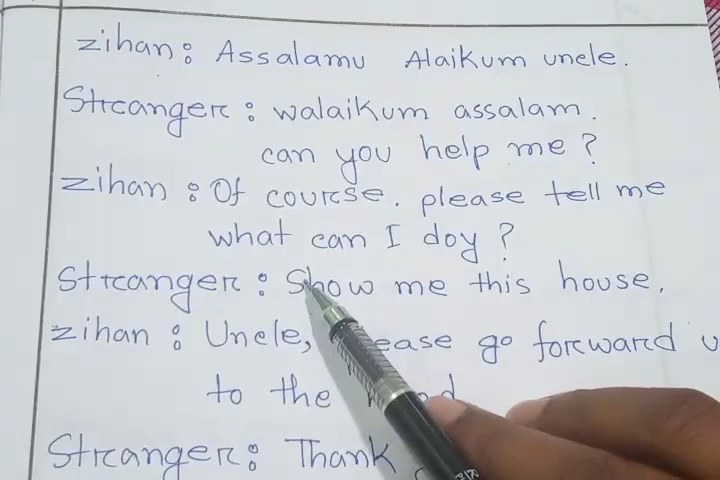 Zihan: Assalamu Alaikum uncle.
Stranger: walaikum assalam.
can you help me?
Zihan: Of course. please tell me
what can I doy?
Stranger: Show me this house.
Zihan: Uncle, go forward
to the
Stranger: Thank